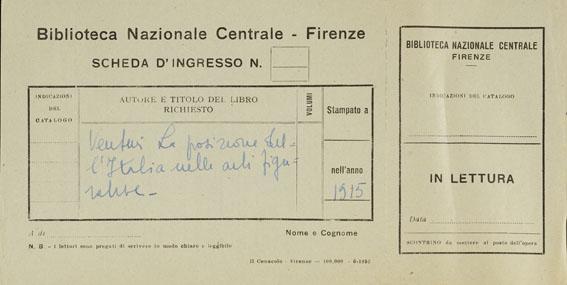 Biblioteca Nazionale Centrale - Firenze
SCHEDA D'INGRESSO N.
INDICAZIONI
DEL
CATALOGO
AUTORE E TITOLO DEL LIBRO
RICHIESTO
VOLUMI
Stampato a
Venturi La posizione del-
l'Italia nelle arti figu-
rative -
nell'anno
1915
A dì
Nome e Cognome
N. B. - I lettori sono pregati di scrivere in modo chiaro e leggibile
Il Cenacolo - Firenze - 100,000 - 6-195
BIBLIOTECA NAZIONALE CENTRALE
FIRENZE
INDICAZIONI DEL CATALOGO
IN LETTURA
Data
SCONTRINO da mettere al posto dell'opera